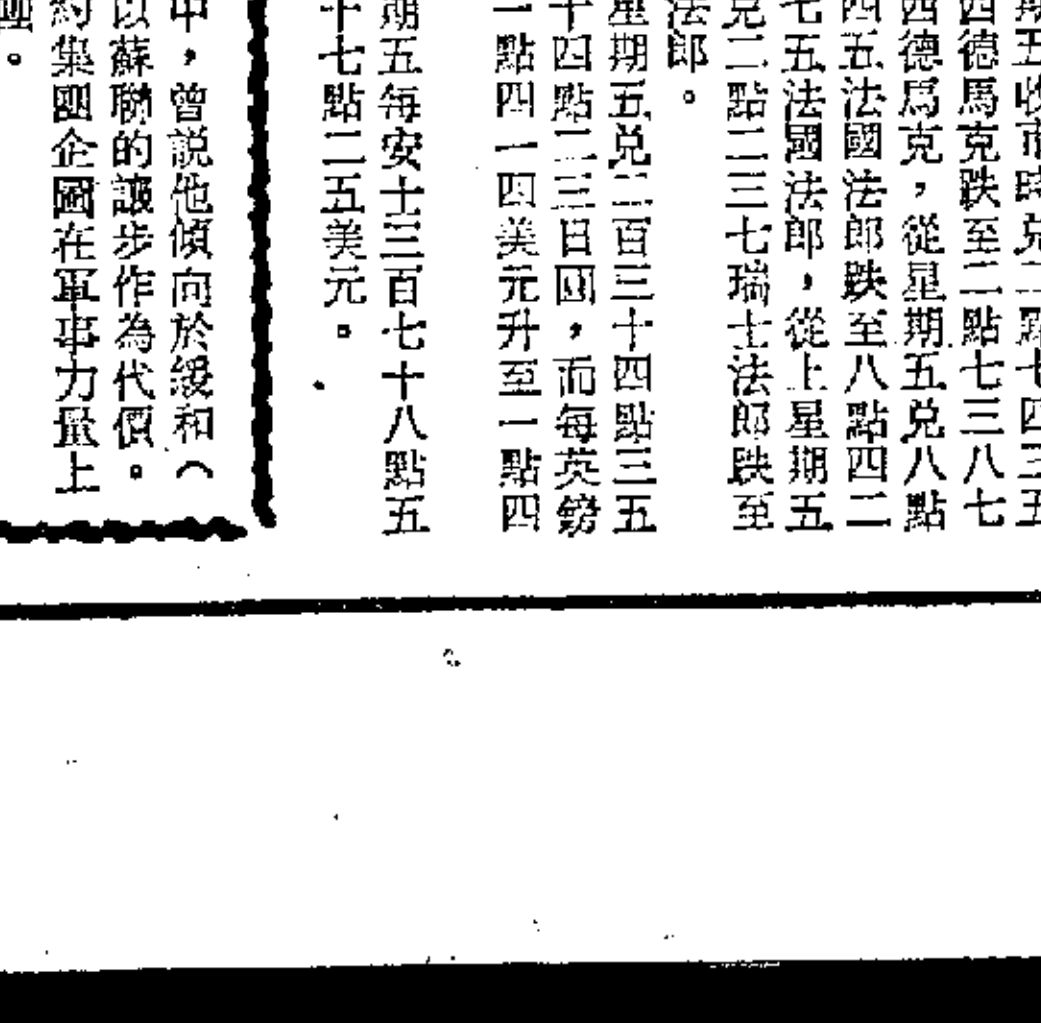 五收市時兌二點七四三五
四德馬克跌至二點七三八七
西德馬克，從星期五兌八點
四五法國法郎跌至八點四二
七五法國法郎，從上星期五
兌二點二三七瑞士法郎跌至
法郎。
星期五兌二百三十四點三五
十四點二三日圓，而每英鎊
一點四一四美元升至一點四
期五每安士三百七十八點五
十七點二五美元。
中，曾説他傾向於緩和︵
以蘇聯的讓步作為代價。
約集團企圖在軍事力量上
。